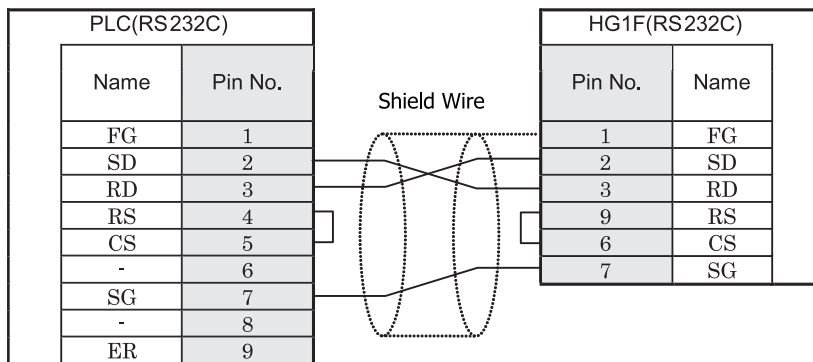 PLC(RS232C)
Name Pin No.
FG 1
SD 2
RD 3
RS 4
CS 5
- 6
SG 7
- 8
ER 9
Shield Wire
HG1F(RS232C)
Pin No. Name
1 FG
2 SD
3 RD
9 RS
6 CS
7 SG